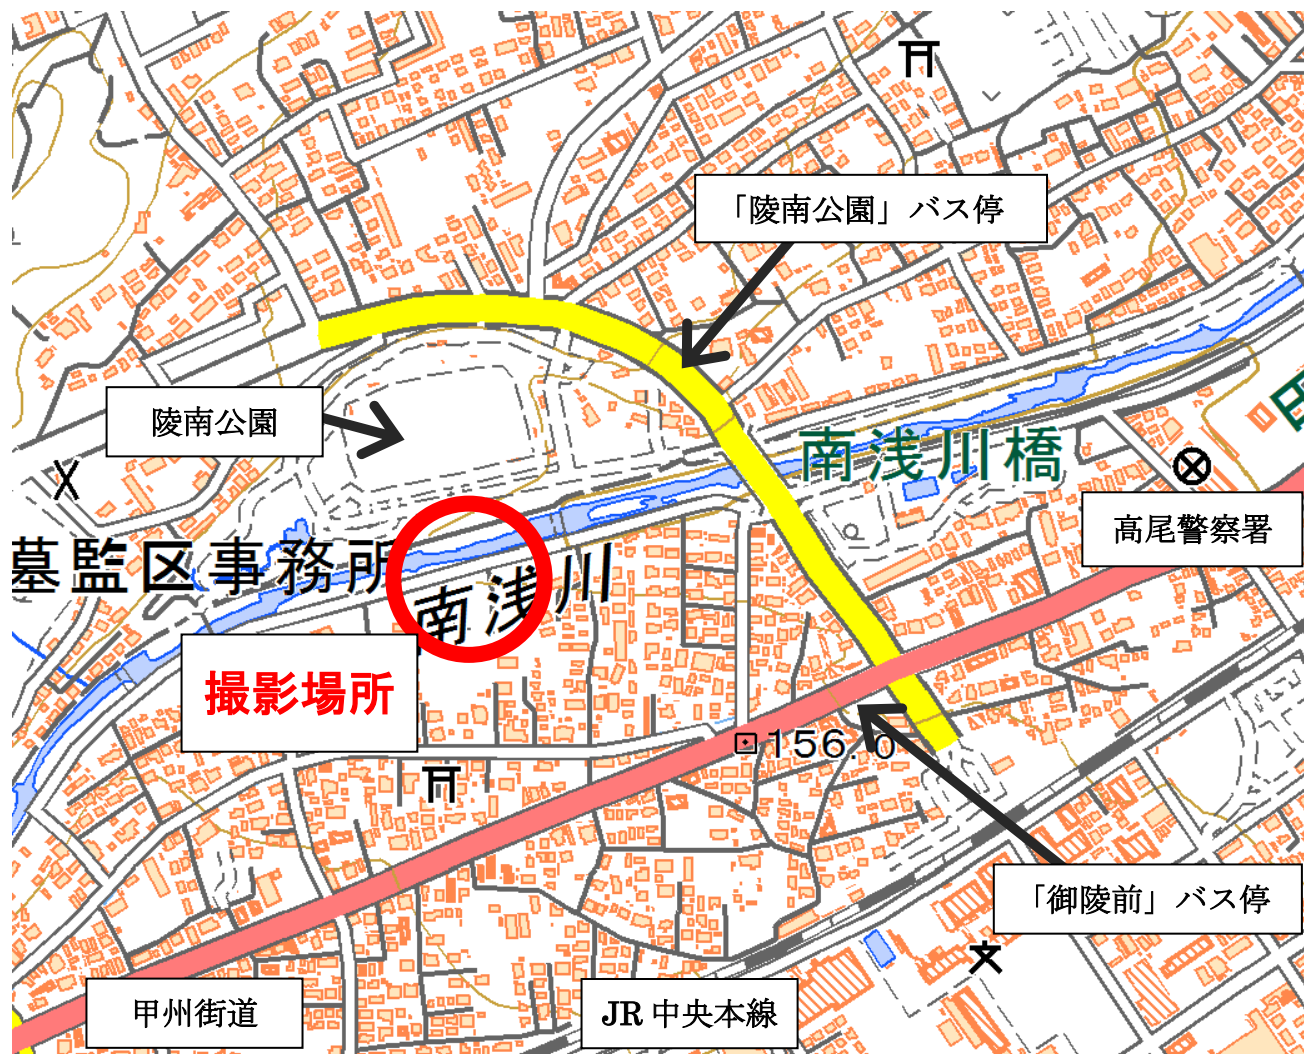 「陵南公園」バス停
陵南公園
南浅川橋
高尾警察署
墓監区事務所
南浅川
撮影場所
156.0
「御陵前」バス停
甲州街道
JR 中央本線